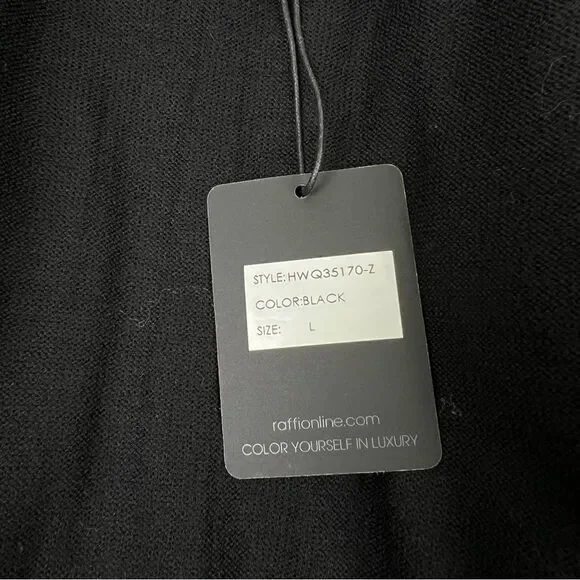 STYLE:HWQ35170-Z
COLOR:BLACK
SIZE: L
raffionline.com
COLOR YOURSELF IN LUXURY